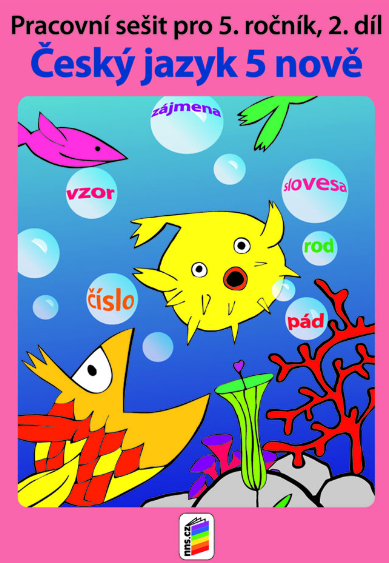 Pracovní sešit pro 5. ročník, 2. díl
Český jazyk 5 nově
zájmena
vzor
slovesa
rod
číslo
pád
nns.cz